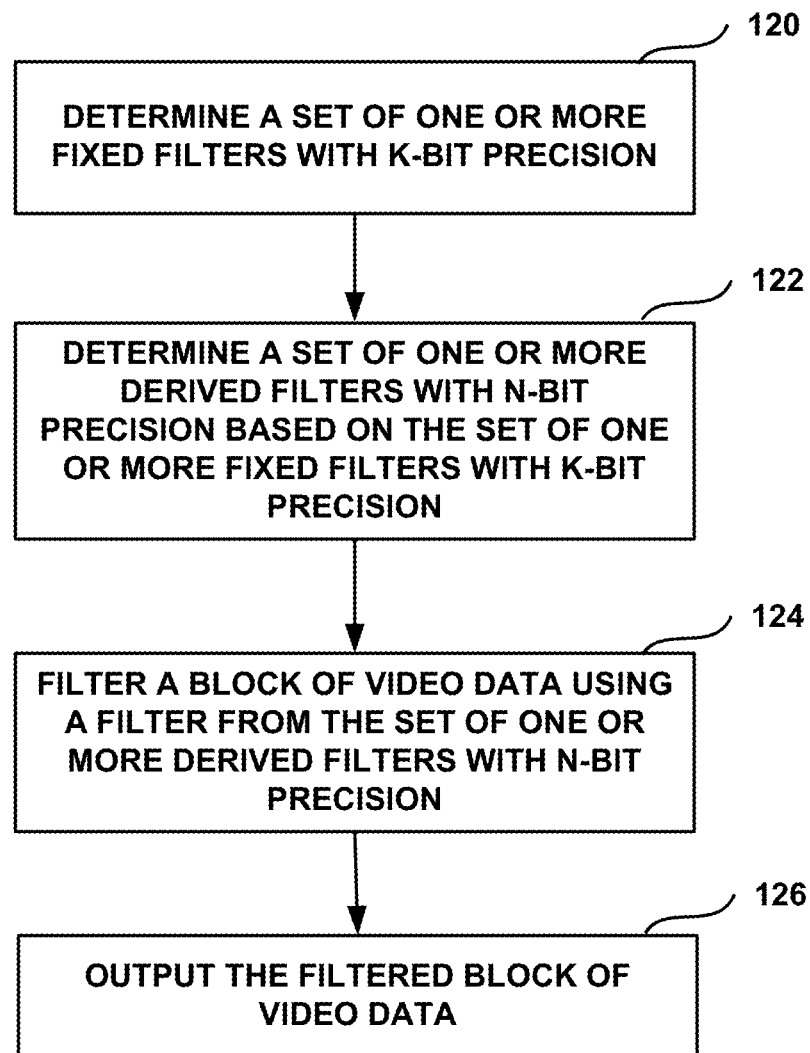 120
DETERMINE A SET OF ONE OR MORE
FIXED FILTERS WITH K-BIT PRECISION
122
DETERMINE A SET OF ONE OR MORE
DERIVED FILTERS WITH N-BIT
PRECISION BASED ON THE SET OF ONE
OR MORE FIXED FILTERS WITH K-BIT
PRECISION
124
FILTER A BLOCK OF VIDEO DATA USING
A FILTER FROM THE SET OF ONE OR
MORE DERIVED FILTERS WITH N-BIT
PRECISION
126
OUTPUT THE FILTERED BLOCK OF
VIDEO DATA